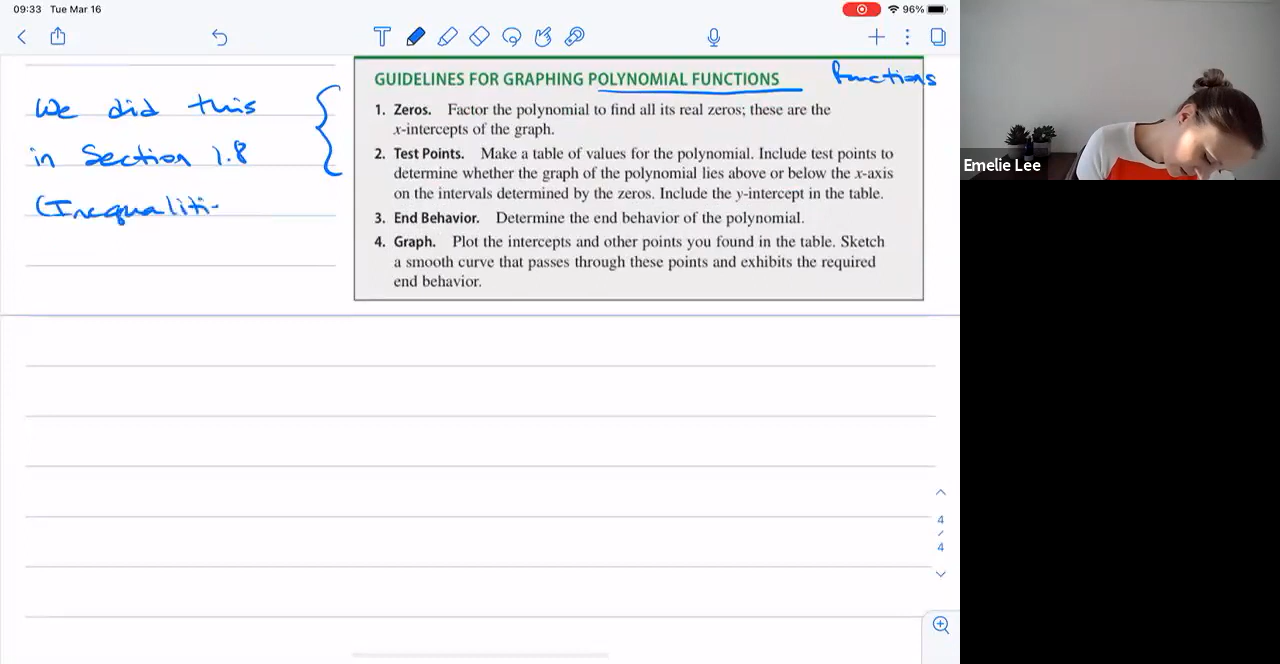 09:33 Tue Mar 16
96%
We did this
in Section 1.8
(Inequaliti
functions
GUIDELINES FOR GRAPHING POLYNOMIAL FUNCTIONS
1. Zeros. Factor the polynomial to find all its real zeros; these are the
x-intercepts of the graph.
2. Test Points. Make a table of values for the polynomial. Include test points to
determine whether the graph of the polynomial lies above or below the x-axis
on the intervals determined by the zeros. Include the y-intercept in the table.
3. End Behavior. Determine the end behavior of the polynomial.
4. Graph. Plot the intercepts and other points you found in the table. Sketch
a smooth curve that passes through these points and exhibits the required
end behavior.
4
4
Emelie Lee